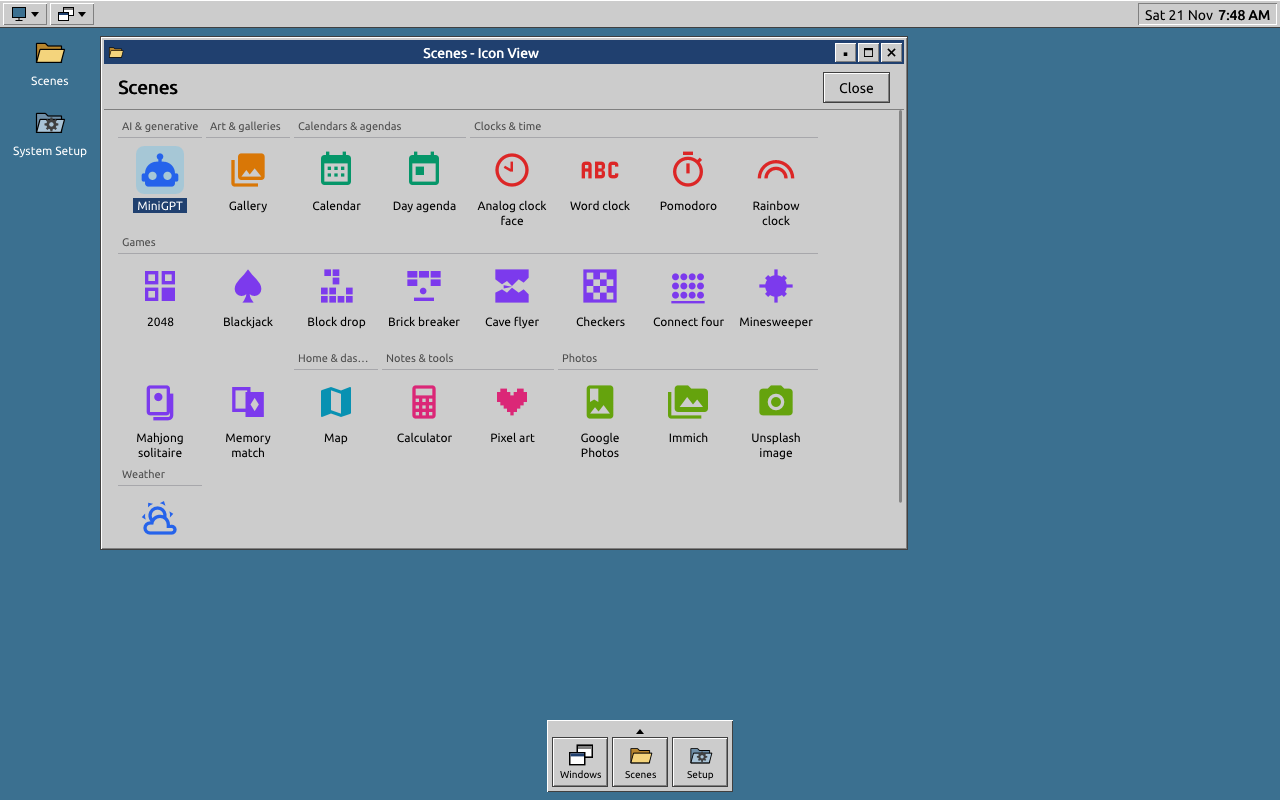 Sat 21 Nov 7:48 AM
Scenes
System Setup
Scenes - Icon View
Scenes
Close
AI & generative
Art & galleries
Calendars & agendas
Clocks & time
MiniGPT
Gallery
Calendar
Day agenda
Analog clock
face
ABC
Word clock
Pomodoro
Rainbow
clock
Games
2048
Blackjack
Block drop
Brick breaker
Cave flyer
Checkers
Connect four
Minesweeper
Home & das...
Notes & tools
Photos
Mahjong
solitaire
Memory
match
Map
Calculator
Pixel art
Google
Photos
Immich
Unsplash
image
Weather
Windows
Scenes
Setup